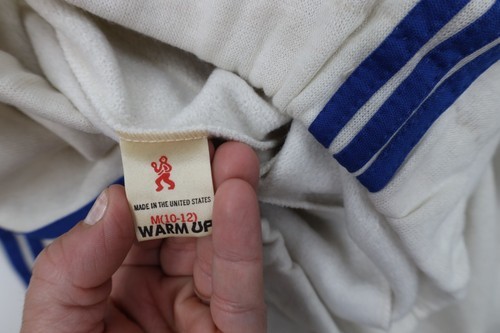 MADE IN THE UNITED STATES
M(10-12)
WARM UP